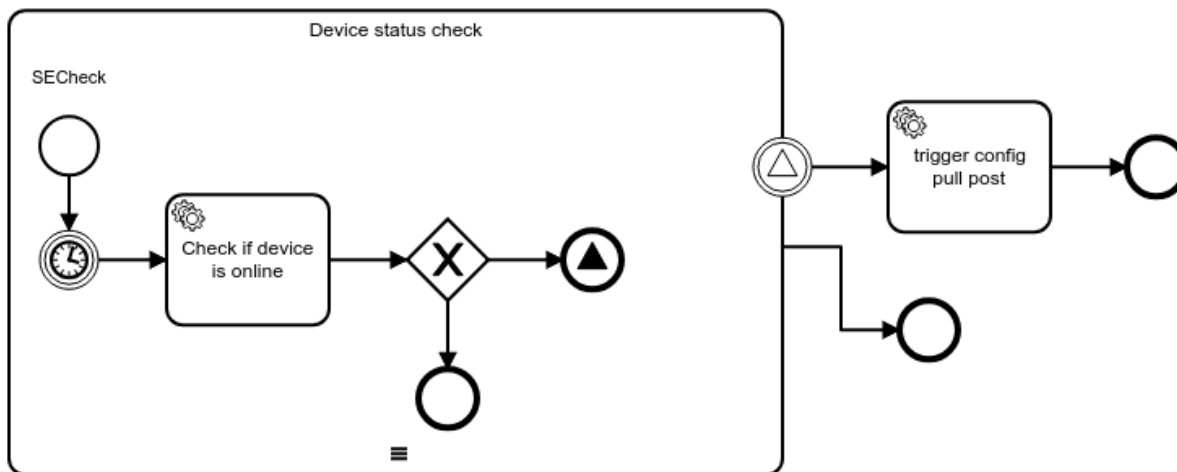 Device status check
SECheck
Check if device
is online
trigger config
pull post